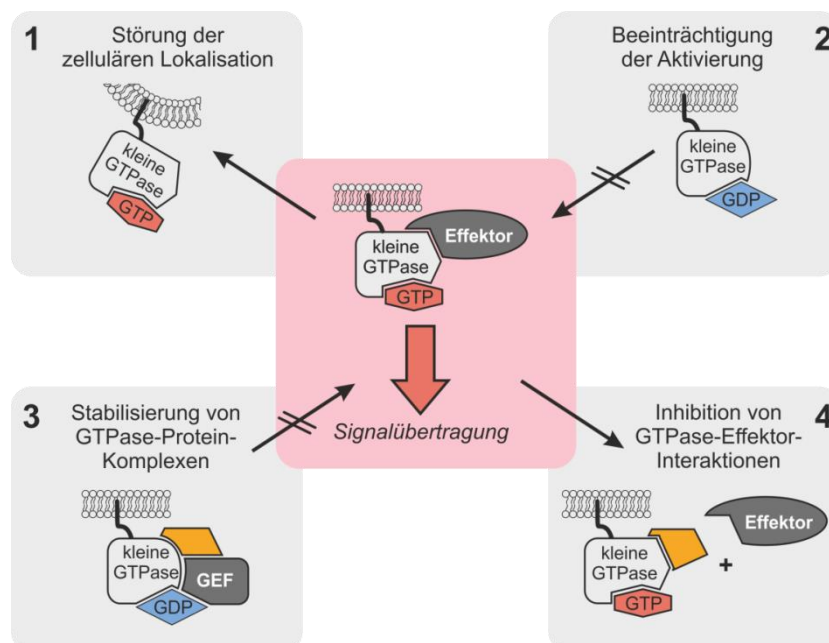 1
Störung der
zellulären Lokalisation
kleine
GTPase
GTP
Beeinträchtigung
der Aktivierung
2
kleine
GTPase
GDP
Effektor
kleine
GTPase
GTP
Signalübertragung
3
Stabilisierung von
GTPase-Protein-
Komplexen
kleine
GTPase
GEF
GDP
Inhibition von
GTPase-Effektor-
Interaktionen
4
kleine
GTPase
GTP
+
Effektor